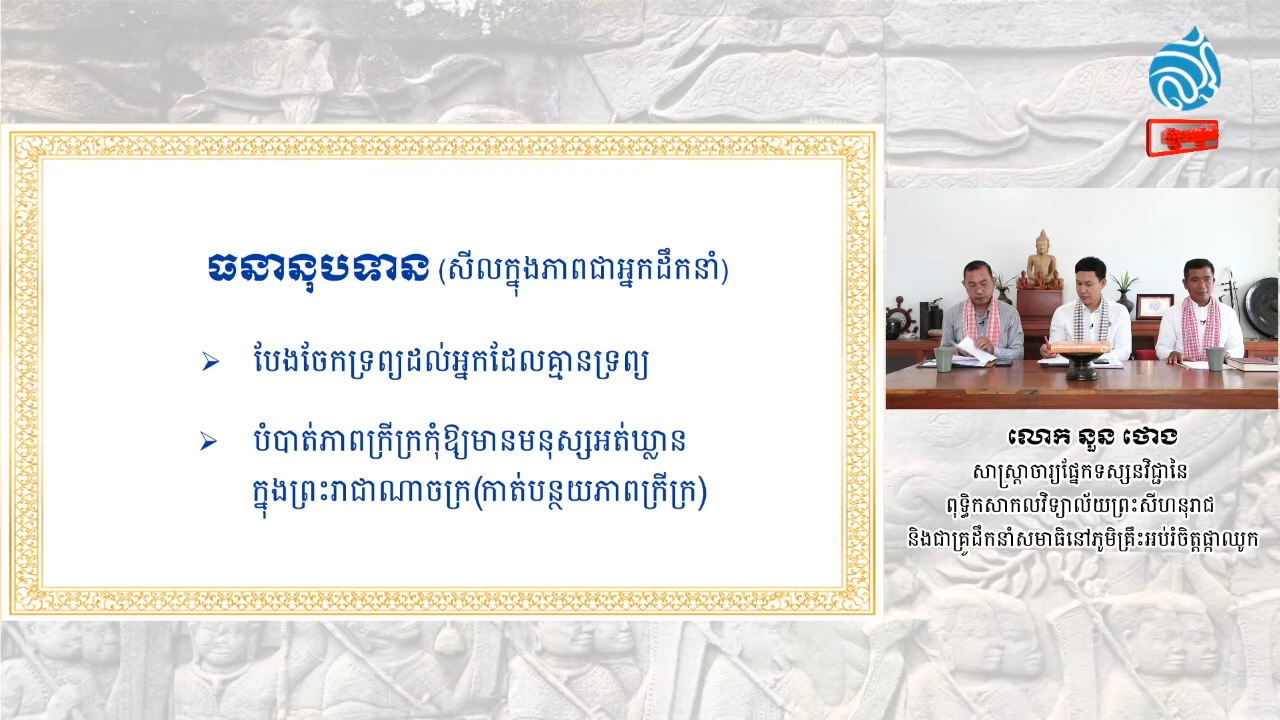 ធនានុបទាន (សីលក្នុងភាពជាអ្នកដឹកនាំ)
បែងចែកទ្រព្យដល់អ្នកដែលគ្មានទ្រព្យ
បំបាត់ភាពក្រីក្រកុំឱ្យមានមនុស្សអត់ឃ្លាន
ក្នុងព្រះរាជាណាចក្រ(កាត់បន្ថយភាពក្រីក្រ)
លោក នួន ថោង
សាស្ត្រាចារ្យផ្នែកទស្សនវិជ្ជានៃ
ពុទ្ធិកសាកលវិទ្យាល័យព្រះសីហនុរាជ
និងជាគ្រូដឹកនាំសមាធិនៅភូមិគ្រឹះអប់រំចិត្តផ្កាឈូក